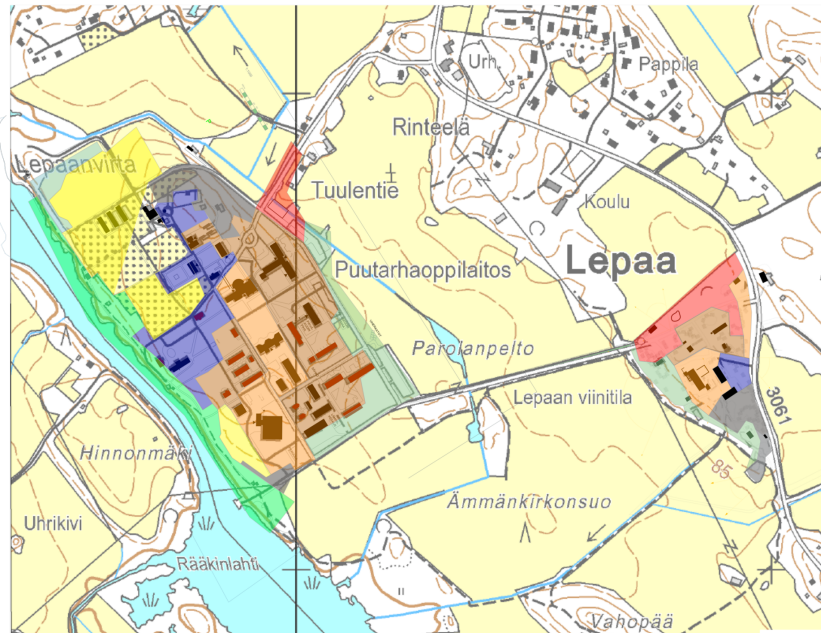 Urh.
Pappila
Rinteelä
Lepaanvirta
Tuulentie
Koulu
Lepaa
Puutarhaoppilaitos
Parolanpelto
Lepaan viinitila
3061
Hinnonmäki
85
Ämmänkirkonsuo
Uhrikivi
Rääkinlahti
Vahopää